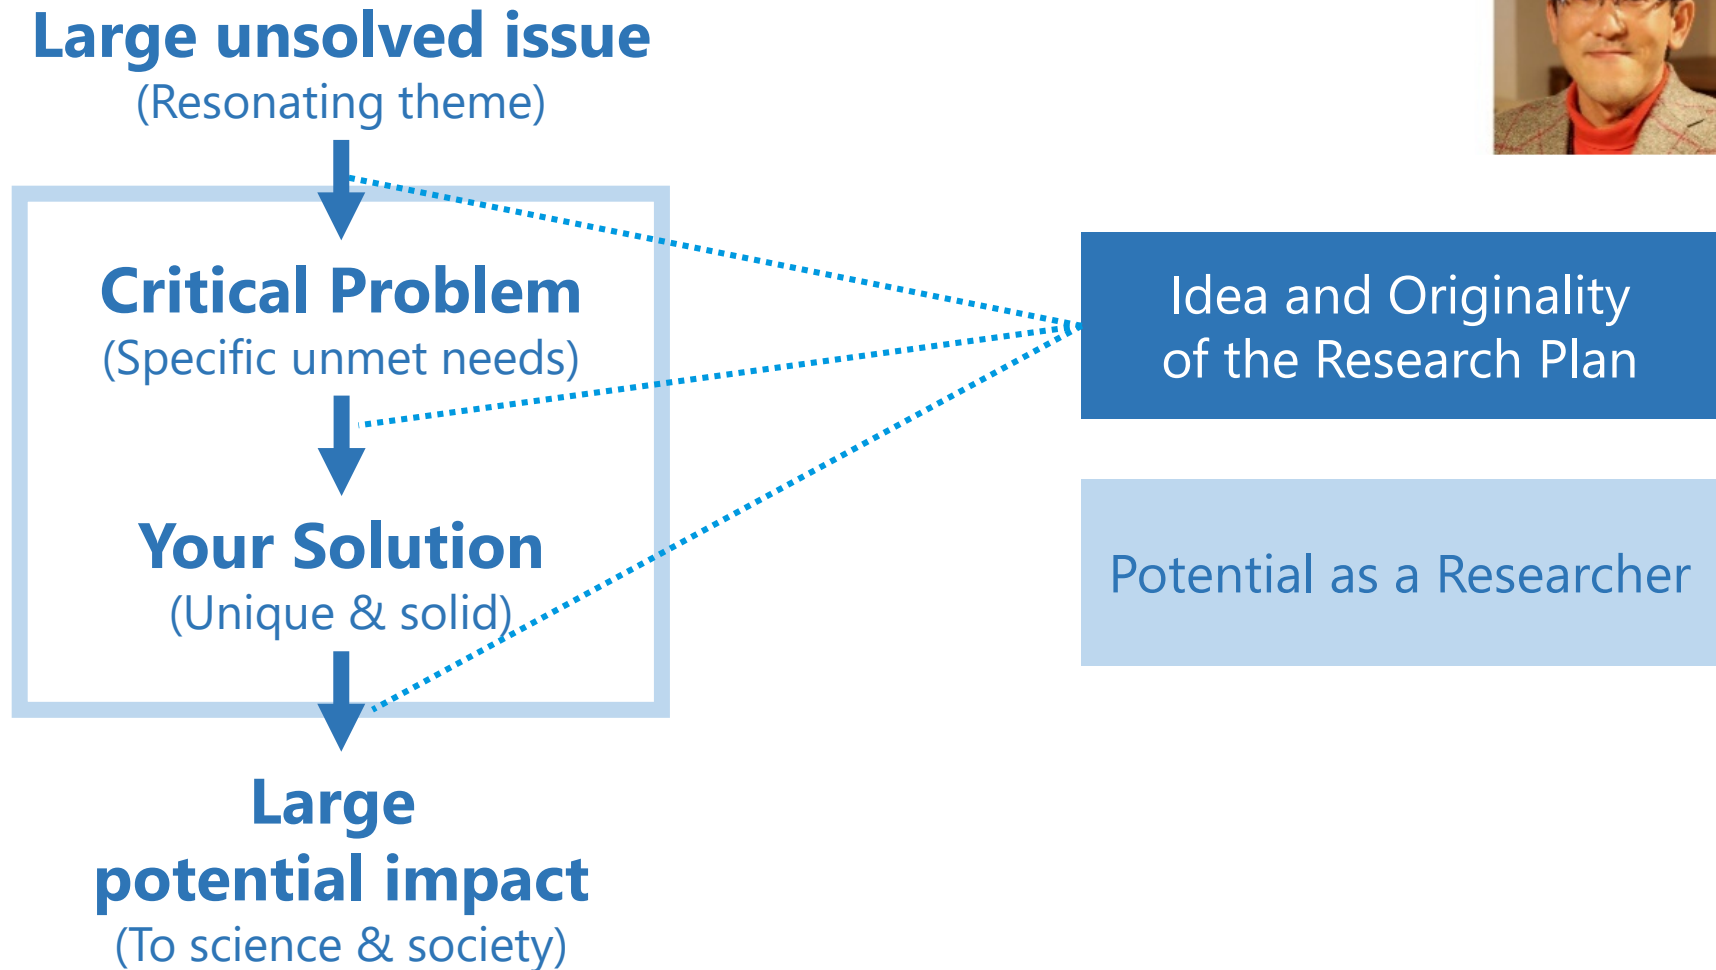 Large unsolved issue
(Resonating theme)
Critical Problem
(Specific unmet needs)
Your Solution
(Unique & solid)
Large
potential impact
(To science & society)
Idea and Originality
of the Research Plan
Potential as a Researcher